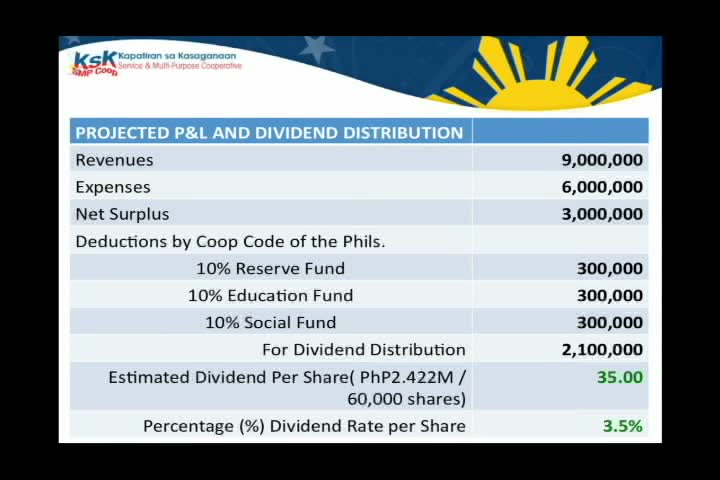 KsK Kapatiran sa Kasaganaan
SMP Coop Service & Multi-Purpose Cooperative
PROJECTED P&L AND DIVIDEND DISTRIBUTION
Revenues 9,000,000
Expenses 6,000,000
Net Surplus 3,000,000
Deductions by Coop Code of the Phils.
10% Reserve Fund 300,000
10% Education Fund 300,000
10% Social Fund 300,000
For Dividend Distribution 2,100,000
Estimated Dividend Per Share( PhP2.422M / 35.00
60,000 shares)
Percentage (%) Dividend Rate per Share 3.5%